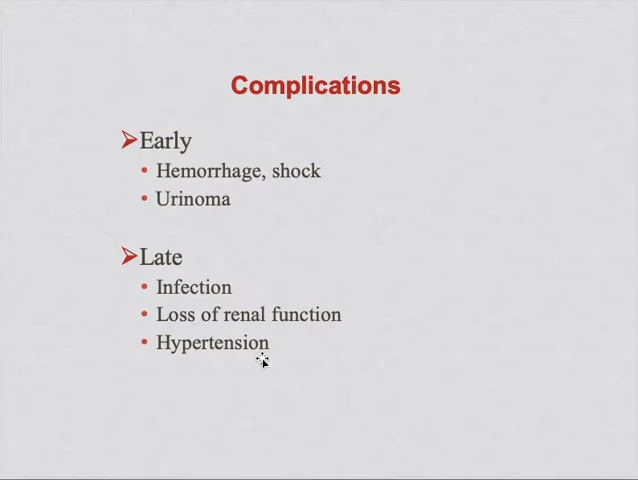 Complications
Early
Hemorrhage, shock
Urinoma
Late
Infection
Loss of renal function
Hypertension